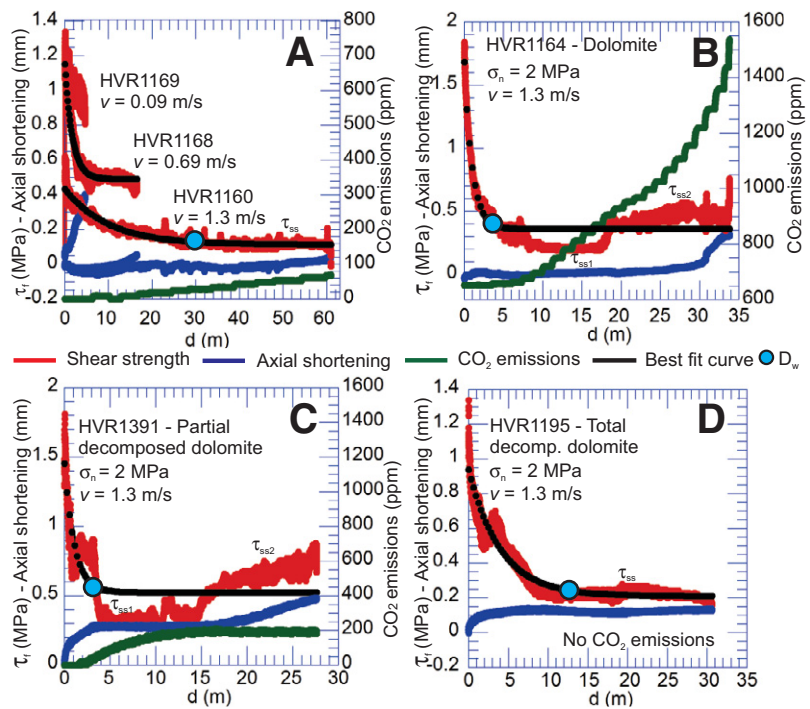 A
τf (MPa) - Axial shortening (mm)
1.4
1.2
1
0.8
0.6
0.4
0.2
0
-0.2
HVR1169
v = 0.09 m/s
HVR1168
v = 0.69 m/s
HVR1160
v = 1.3 m/s
τss
0 10 20 30 40 50 60
d (m)
800
700
600
500
400
300
200
100
0
CO2 emissions (ppm)
B
τf (MPa) - Axial shortening (mm)
2
1.5
1
0.5
0
HVR1164 - Dolomite
σn = 2 MPa
v = 1.3 m/s
τss2
τss1
0 5 10 15 20 25 30 35
d (m)
1600
1400
1200
1000
800
600
CO2 emissions (ppm)
Shear strength Axial shortening CO2 emissions Best fit curve Dw
C
τf (MPa) - Axial shortening (mm)
2
1.5
1
0.5
0
HVR1391 - Partial
decomposed dolomite
σn = 2 MPa
v = 1.3 m/s
τss2
τss1
0 5 10 15 20 25 30
d (m)
1600
1400
1200
1000
800
600
400
200
0
CO2 emissions (ppm)
D
τf (MPa) - Axial shortening (mm)
1.4
1.2
1
0.8
0.6
0.4
0.2
0
0.2
HVR1195 - Total
decomp. dolomite
σn = 2 MPa
v = 1.3 m/s
τss
No CO2 emissions
0 5 10 15 20 25 30 35
d (m)